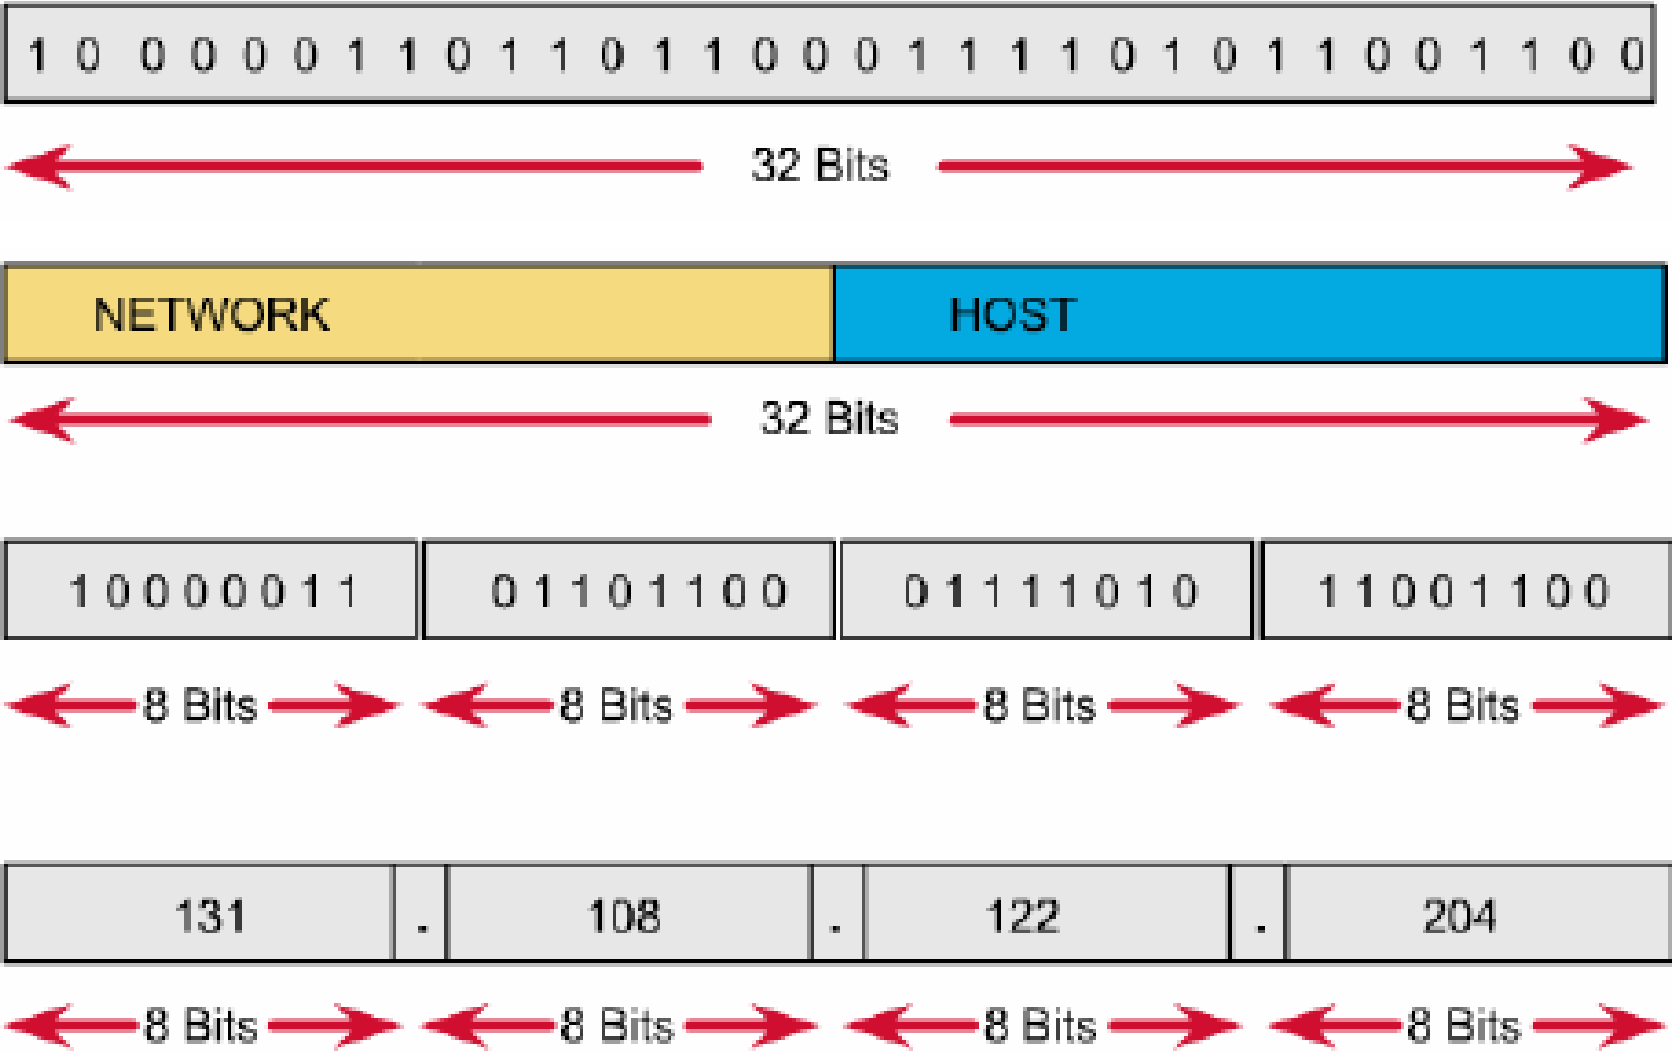 1 0 0 0 0 0 1 1 0 1 1 0 1 1 0 0 0 1 1 1 1 0 1 0 1 1 0 0 1 1 0 0
32 Bits
NETWORK HOST
32 Bits
1 0 0 0 0 0 1 1 0 1 1 0 1 1 0 0 0 1 1 1 1 0 1 0 1 1 0 0 1 1 0 0
8 Bits 8 Bits 8 Bits 8 Bits
131 . 108 . 122 . 204
8 Bits 8 Bits 8 Bits 8 Bits